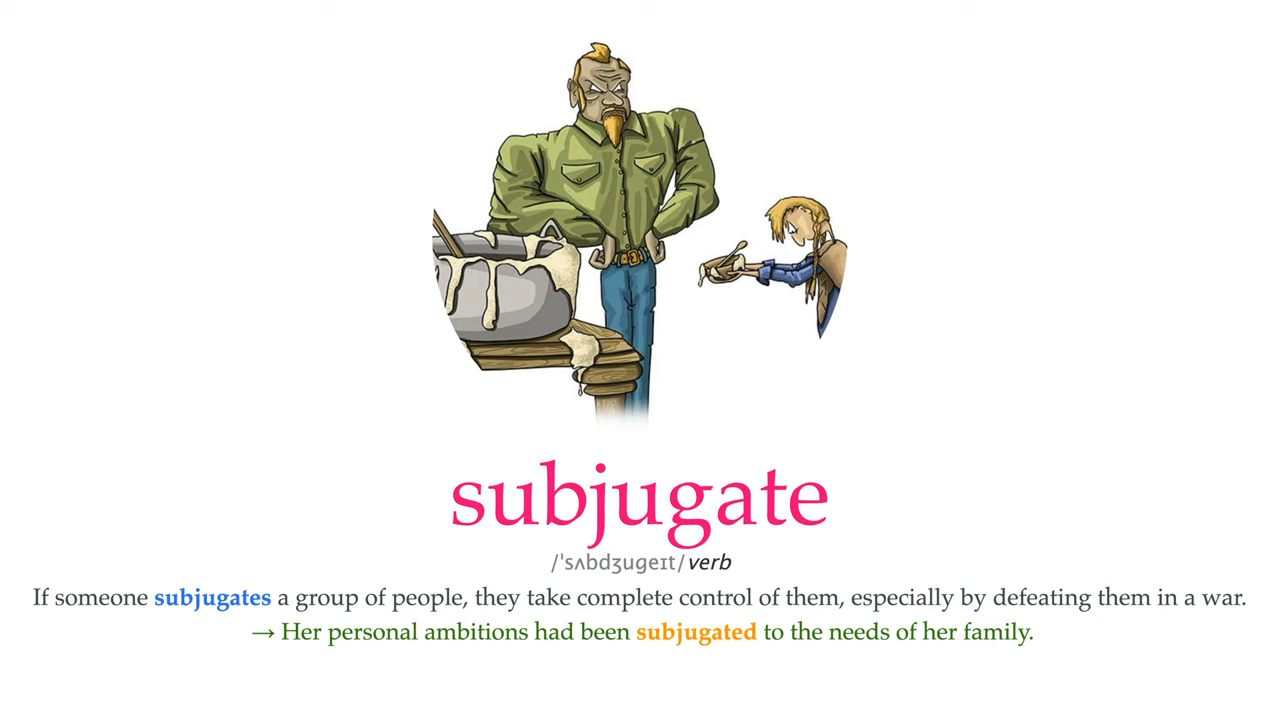 subjugate
/ˈsʌbdʒugeɪt/verb
If someone subjugates a group of people, they take complete control of them, especially by defeating them in a war.
→ Her personal ambitions had been subjugated to the needs of her family.